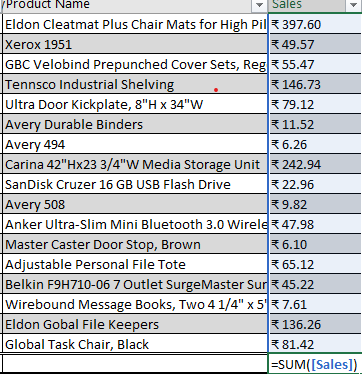 Product Name Sales
Eldon Cleatmat Plus Chair Mats for High Pil ₹ 397.60
Xerox 1951 ₹ 49.57
GBC Velobind Prepunched Cover Sets, Reg ₹ 55.47
Tennsco Industrial Shelving ₹ 146.73
Ultra Door Kickplate, 8"H x 34"W ₹ 79.12
Avery Durable Binders ₹ 11.52
Avery 494 ₹ 6.26
Carina 42"Hx23 3/4"W Media Storage Unit ₹ 242.94
SanDisk Cruzer 16 GB USB Flash Drive ₹ 22.96
Avery 508 ₹ 9.82
Anker Ultra-Slim Mini Bluetooth 3.0 Wirele ₹ 47.98
Master Caster Door Stop, Brown ₹ 6.10
Adjustable Personal File Tote ₹ 65.12
Belkin F9H710-06 7 Outlet SurgeMaster Sur ₹ 45.22
Wirebound Message Books, Two 4 1/4" x 5" ₹ 7.61
Eldon Gobal File Keepers ₹ 136.26
Global Task Chair, Black ₹ 81.42
=SUM([Sales])